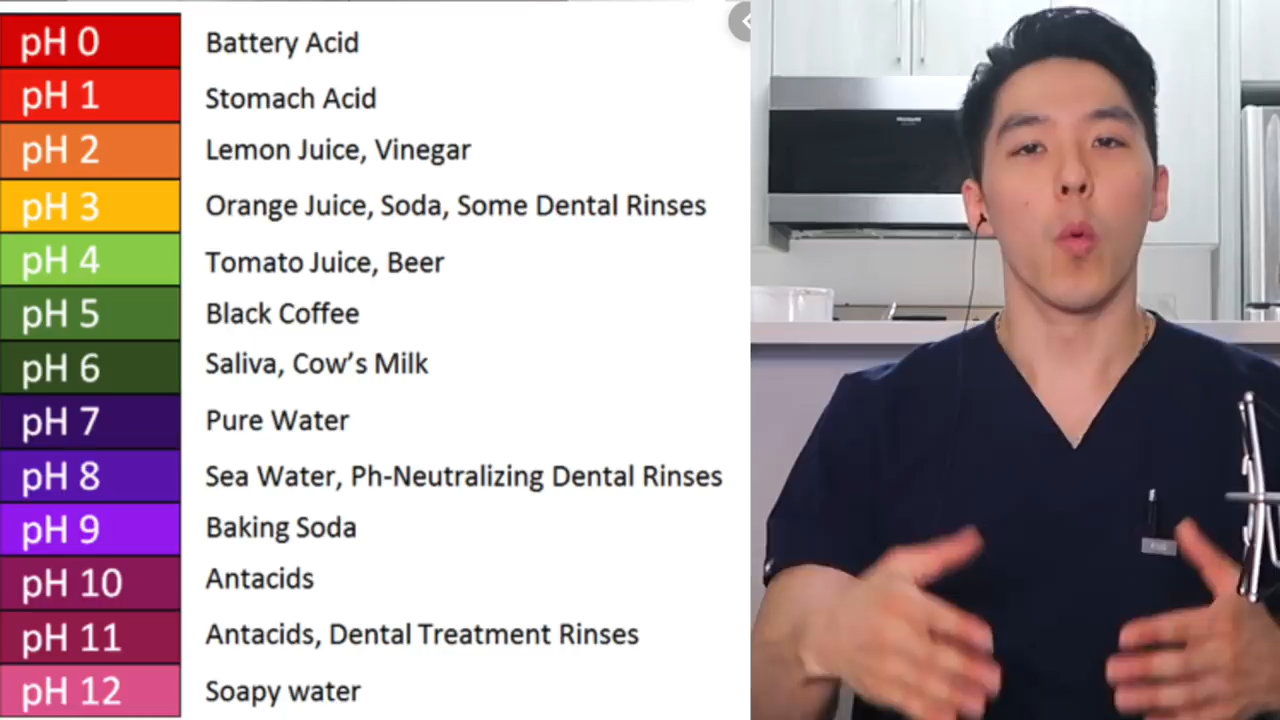 pH 0 Battery Acid
pH 1 Stomach Acid
pH 2 Lemon Juice, Vinegar
pH 3 Orange Juice, Soda, Some Dental Rinses
pH 4 Tomato Juice, Beer
pH 5 Black Coffee
pH 6 Saliva, Cow’s Milk
pH 7 Pure Water
pH 8 Sea Water, Ph-Neutralizing Dental Rinses
pH 9 Baking Soda
pH 10 Antacids
pH 11 Antacids, Dental Treatment Rinses
pH 12 Soapy water